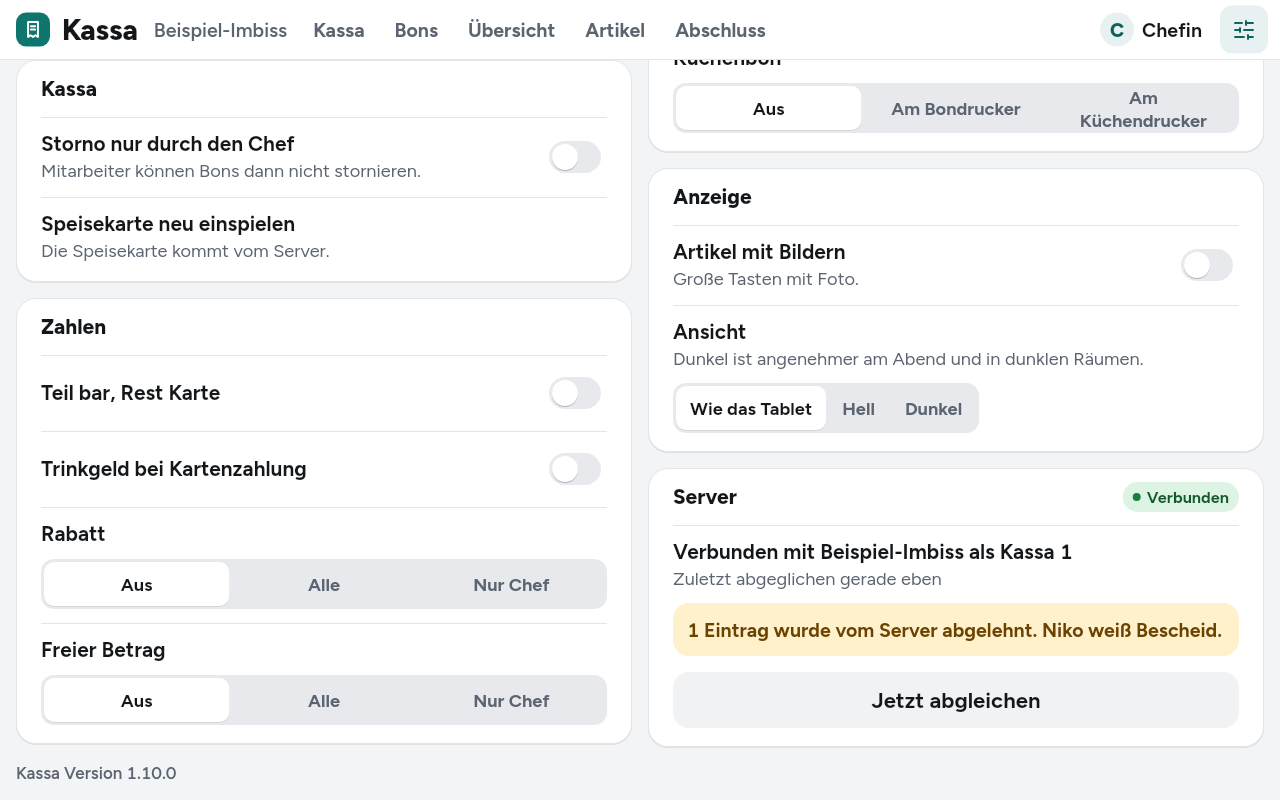 Kassa Beispiel-Imbiss Kassa Bons Übersicht Artikel Abschluss C Chefin
Kassa
Storno nur durch den Chef
Mitarbeiter können Bons dann nicht stornieren.
Speisekarte neu einspielen
Die Speisekarte kommt vom Server.
Zahlen
Teil bar, Rest Karte
Trinkgeld bei Kartenzahlung
Rabatt
Aus Alle Nur Chef
Freier Betrag
Aus Alle Nur Chef
Küchenbon
Aus Am Bondrucker Am
Küchendrucker
Anzeige
Artikel mit Bildern
Große Tasten mit Foto.
Ansicht
Dunkel ist angenehmer am Abend und in dunklen Räumen.
Wie das Tablet Hell Dunkel
Server Verbunden
Verbunden mit Beispiel-Imbiss als Kassa 1
Zuletzt abgeglichen gerade eben
1 Eintrag wurde vom Server abgelehnt. Niko weiß Bescheid.
Jetzt abgleichen
Kassa Version 1.10.0